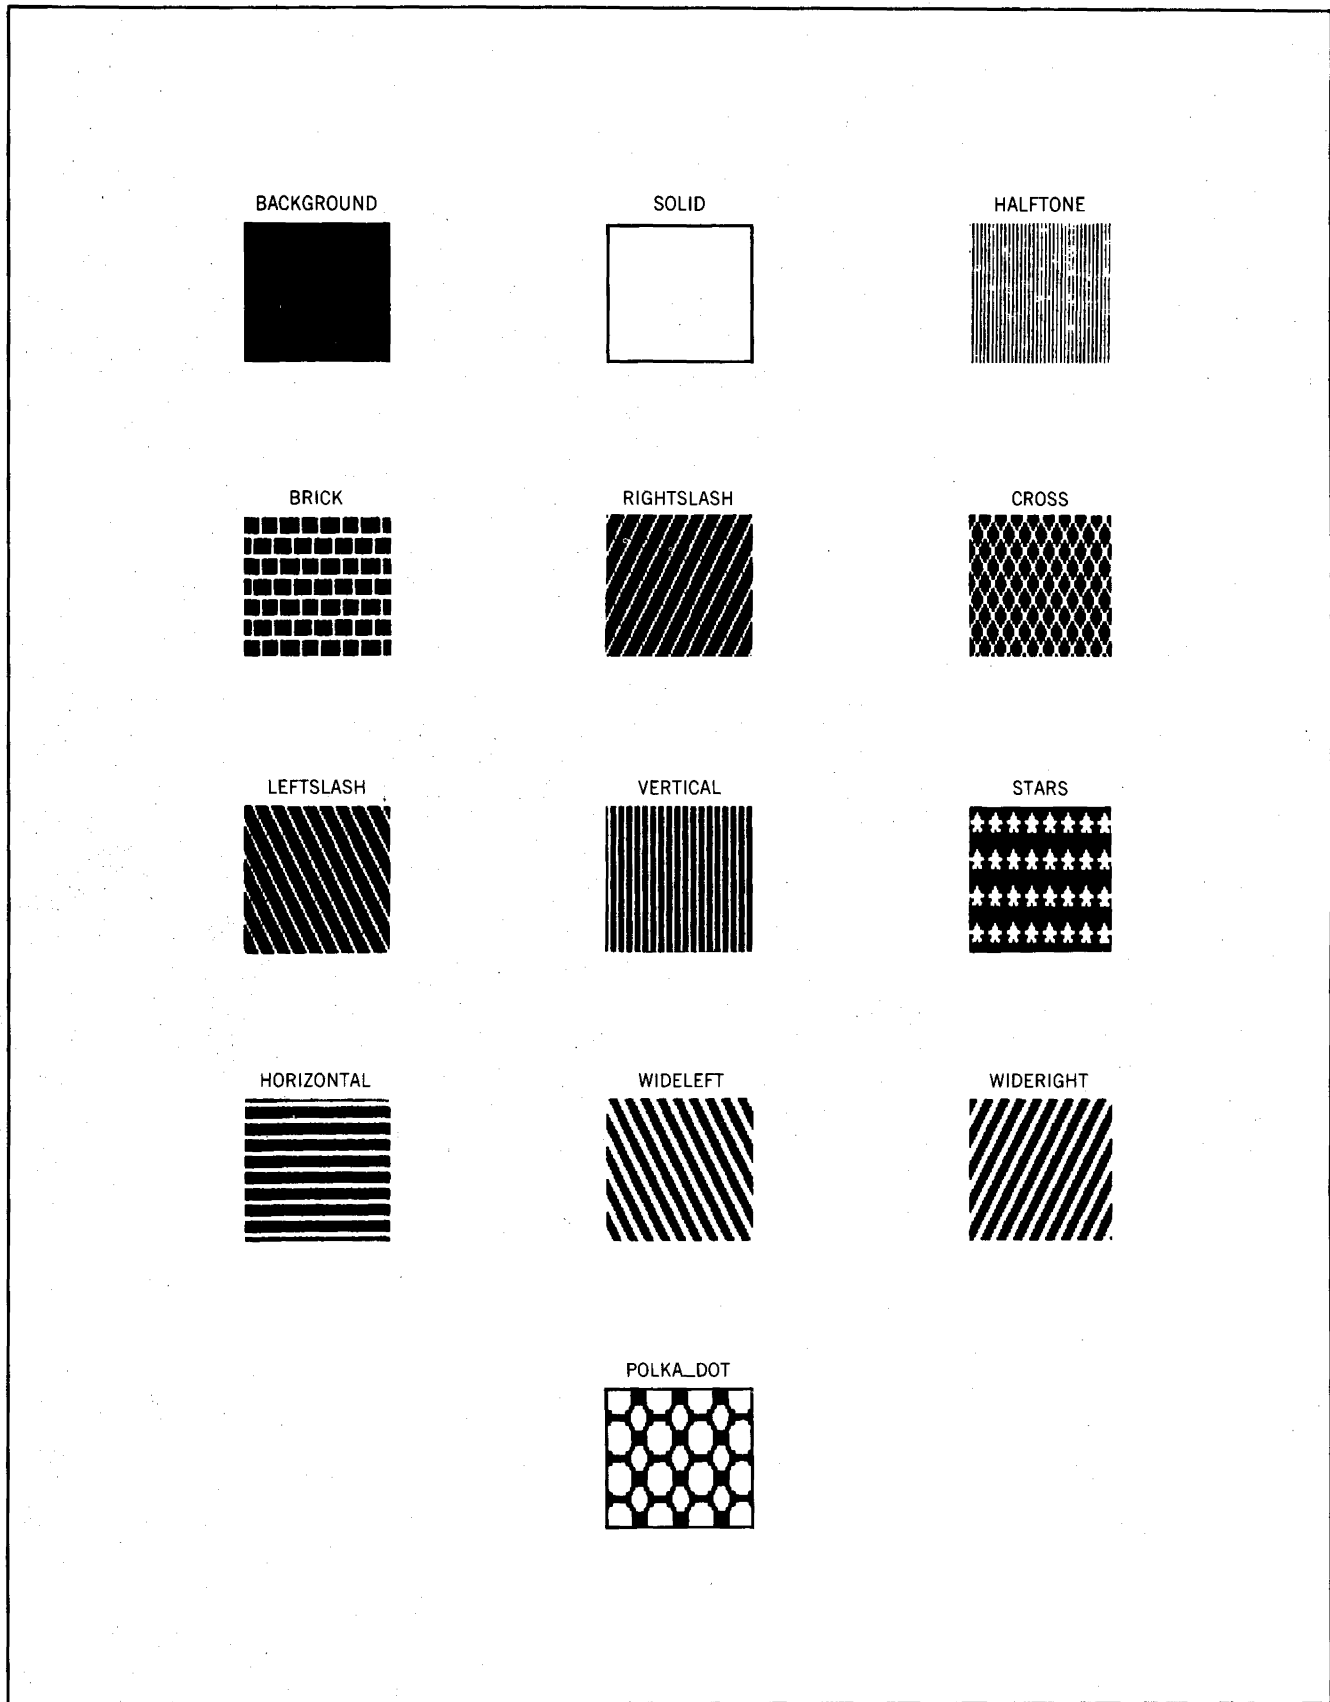 BACKGROUND SOLID HALFTONE
BRICK RIGHTSLASH CROSS
LEFTSLASH VERTICAL STARS
HORIZONTAL WIDELEFT WIDERIGHT
POLKA_DOT